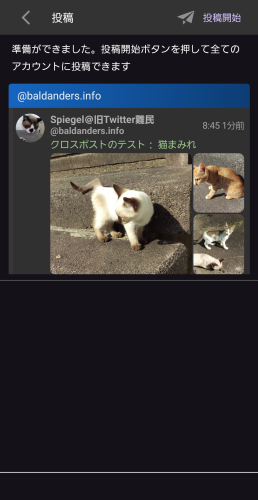 投稿
投稿開始
準備ができました。投稿開始ボタンを押して全ての
アカウントに投稿できます
@baldanders.info
Spiegel@旧Twitter難民
@baldanders.info
8:45 1分前
クロスポストのテスト： 猫まみれ